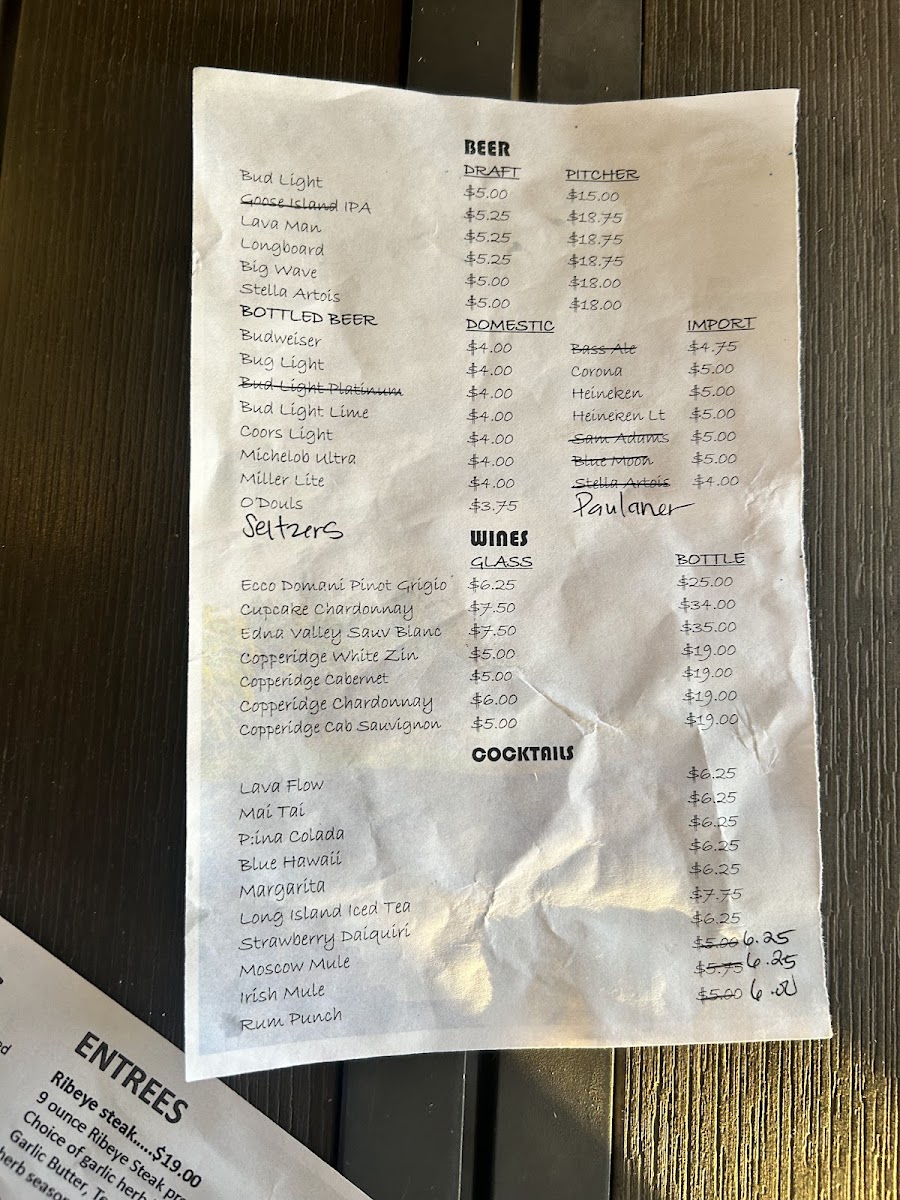 BEER
DRAFT PITCHER
Bud Light $5.00 $15.00
Goose Island IPA $5.25 $18.75
Lava Man $5.25 $18.75
Longboard $5.25 $18.75
Big Wave $5.00 $18.00
Stella Artois $5.00 $18.00
BOTTLED BEER DOMESTIC IMPORT
Budweiser $4.00 Bass Ale $4.75
Bug Light $4.00 Corona $5.00
Bud Light Platinum $4.00 Heineken $5.00
Bud Light Lime $4.00 Heineken Lt $5.00
Coors Light $4.00 Sam Adams $5.00
Michelob Ultra $4.00 Blue Moon $5.00
Miller Lite $4.00 Stella Artois $4.00
O'Douls $3.75 Paulaner
Seltzers
WINES
GLASS BOTTLE
Ecco Domani Pinot Grigio $6.25 $25.00
Cupcake Chardonnay $7.50 $34.00
Edna Valley Sauv Blanc $7.50 $35.00
Copperidge White Zin $5.00 $19.00
Copperidge Cabernet $5.00 $19.00
Copperidge Chardonnay $6.00 $19.00
Copperidge Cab Sauvignon $5.00 $19.00
COCKTAILS
Lava Flow $6.25
Mai Tai $6.25
P:ina Colada $6.25
Blue Hawaii $6.25
Margarita $6.25
Long Island Iced Tea $7.75
Strawberry Daiquiri $6.25
Moscow Mule $5.00 6.25
Irish Mule $5.75 6.25
Rum Punch $5.00 6.00
ENTREES
Ribeye steak.....$19.00
9 ounce Ribeye Steak
Choice of garlic herb
Garlic Butter,
herb